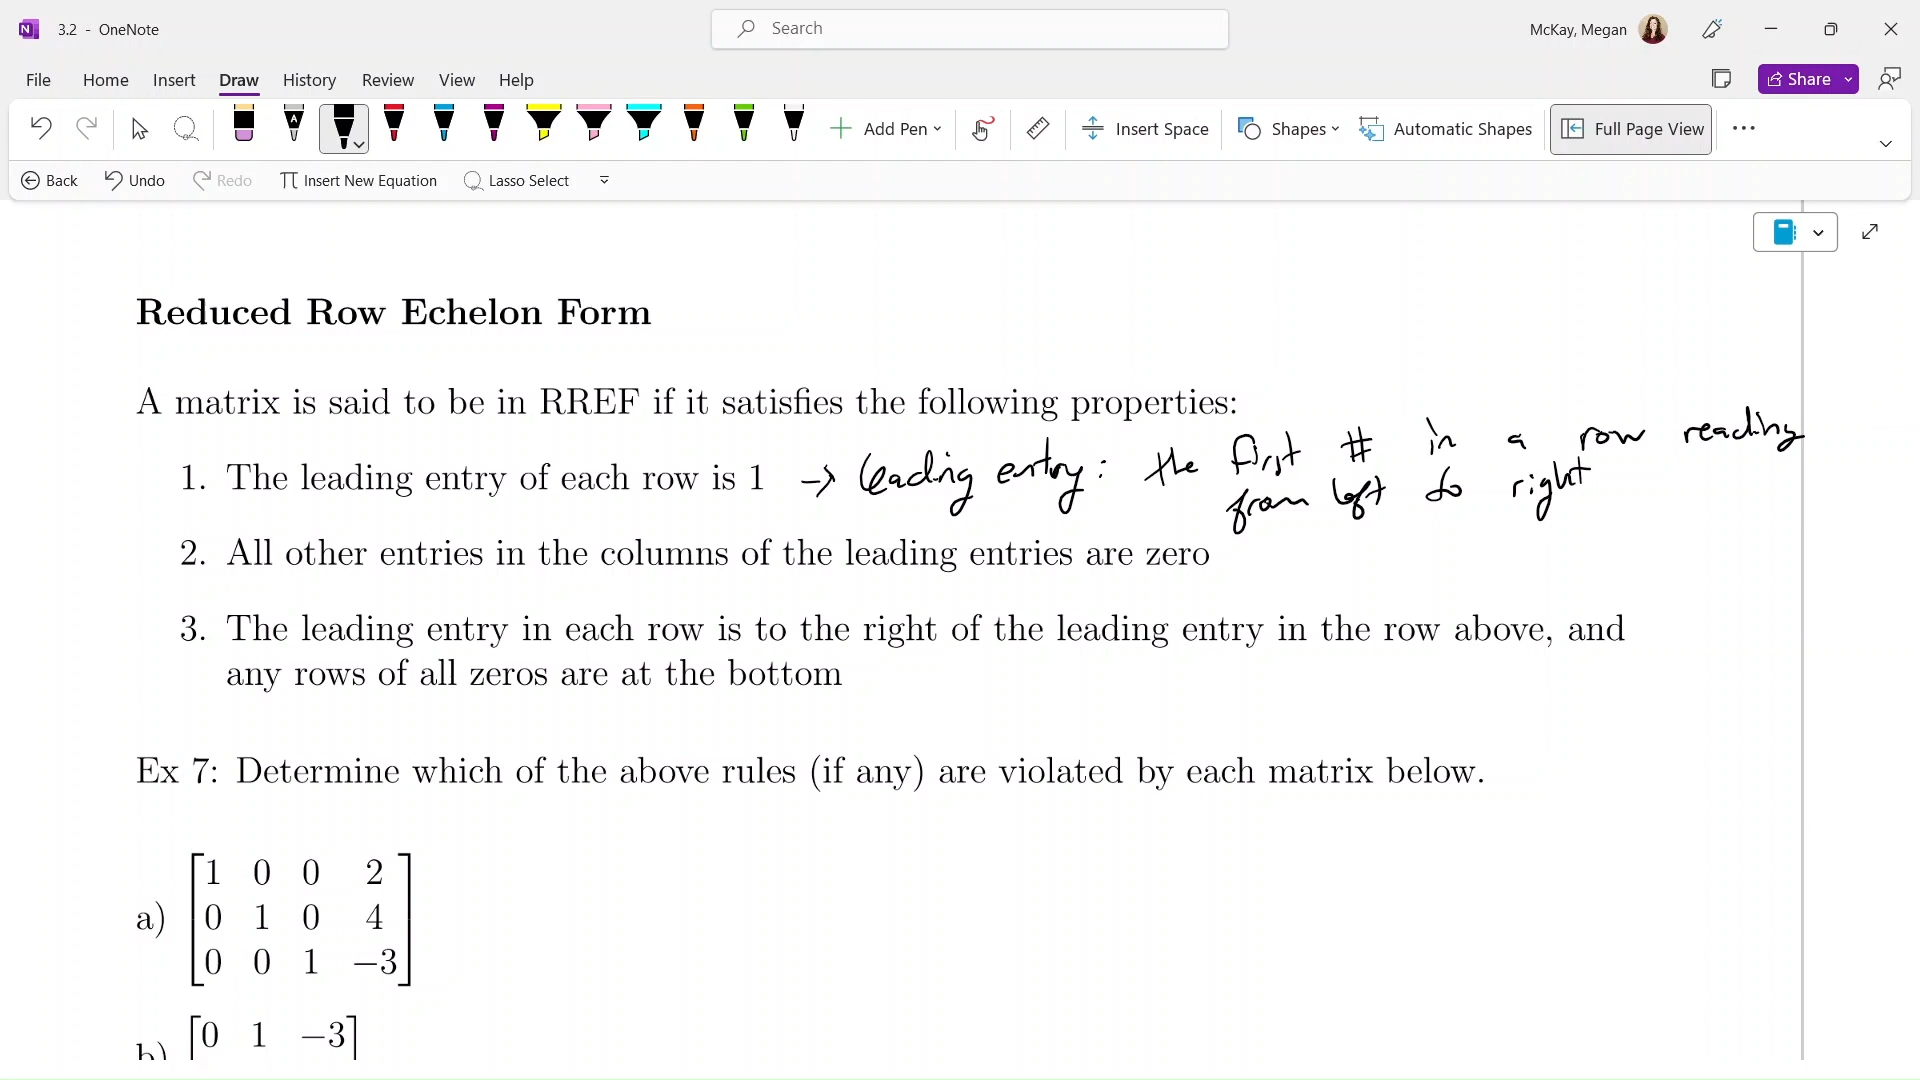 3.2 - OneNote
Search
McKay, Megan
File Home Insert Draw History Review View Help
Share
A
Add Pen
Insert Space
Shapes
Automatic Shapes
Full Page View
Back Undo Redo Insert New Equation Lasso Select
Reduced Row Echelon Form
A matrix is said to be in RREF if it satisfies the following properties:
1. The leading entry of each row is 1 → leading entry: the first # in a row reading
from left to right
2. All other entries in the columns of the leading entries are zero
3. The leading entry in each row is to the right of the leading entry in the row above, and
any rows of all zeros are at the bottom
Ex 7: Determine which of the above rules (if any) are violated by each matrix below.
a)
1 0 0 2
0 1 0 4
0 0 1 −3
b)
0 1 −3